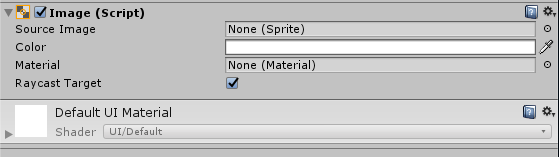 Image (Script)
Source Image None (Sprite)
Color
Material None (Material)
Raycast Target
Default UI Material
Shader UI/Default